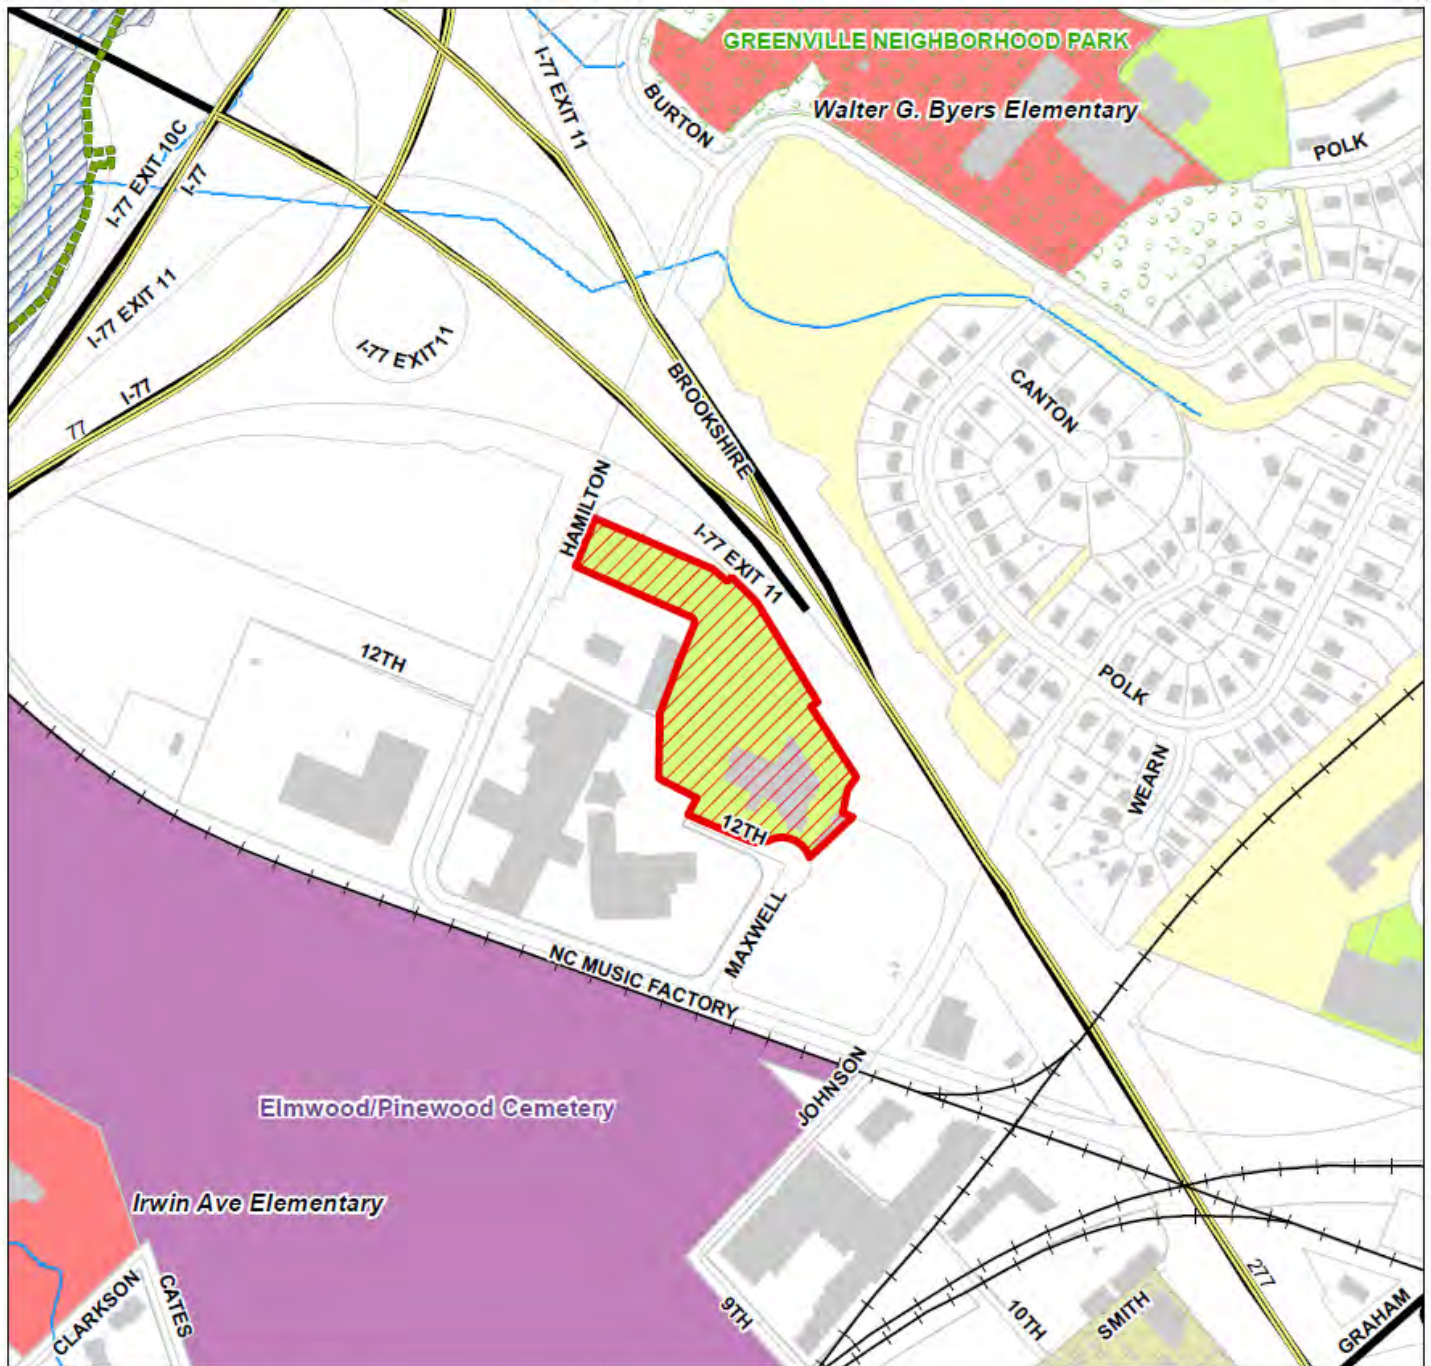 GREENVILLE NEIGHBORHOOD PARK
I-77 EXIT 11
BURTON
Walter G. Byers Elementary
POLK
I-77 EXIT 10C
I-77
I-77 EXIT 11
I-77 EXIT 11
I-77
77
BROOKSHIRE
CANTON
HAMILTON
I-77 EXIT 11
12TH
POLK
WEARN
12TH
MAXWELL
NC MUSIC FACTORY
JOHNSON
Elmwood/Pinewood Cemetery
Irwin Ave Elementary
CLARKSON
CATES
9TH
10TH
SMITH
277
GRAHAM